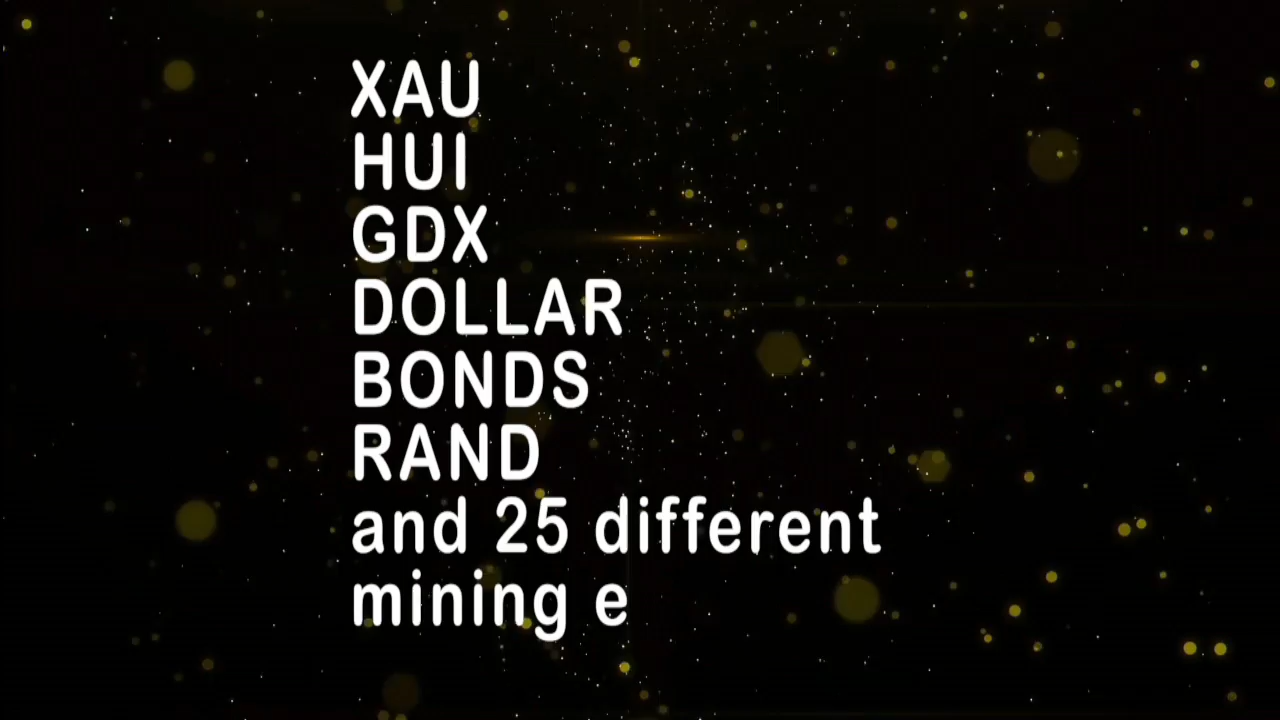 XAU
HUI
GDX
DOLLAR
BONDS
RAND
and 25 different
mining e